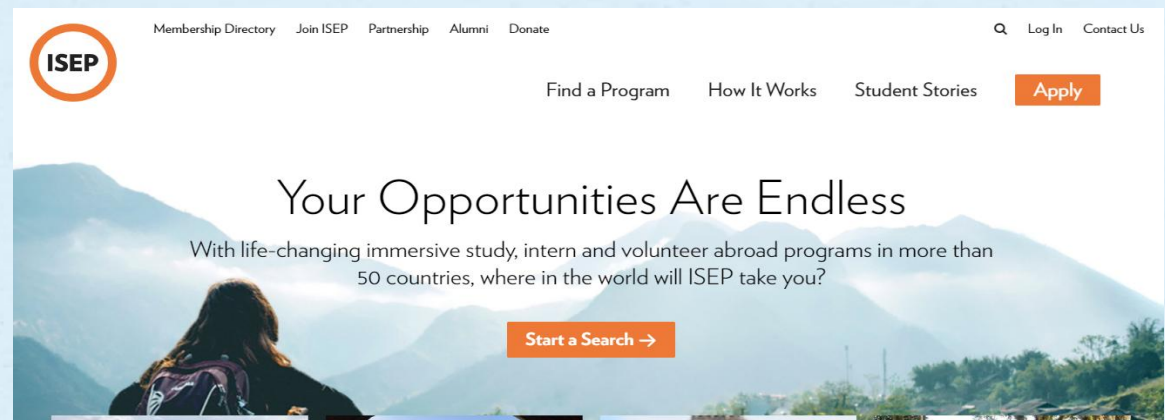 Membership Directory Join ISEP Partnership Alumni Donate Log In Contact Us
ISEP
Find a Program How It Works Student Stories Apply
Your Opportunities Are Endless
With life-changing immersive study, intern and volunteer abroad programs in more than
50 countries, where in the world will ISEP take you?
Start a Search →